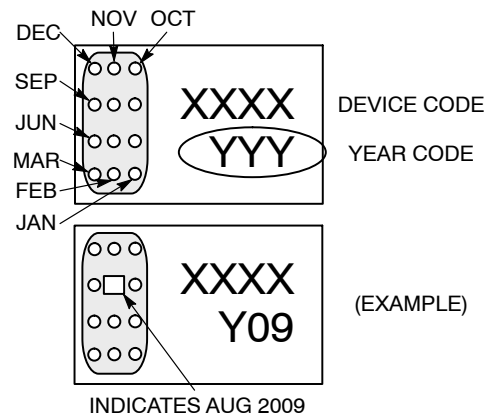 NOV OCT
DEC
SEP
JUN
MAR
FEB
JAN
XXXX DEVICE CODE
YYY YEAR CODE
XXXX
Y09
(EXAMPLE)
INDICATES AUG 2009